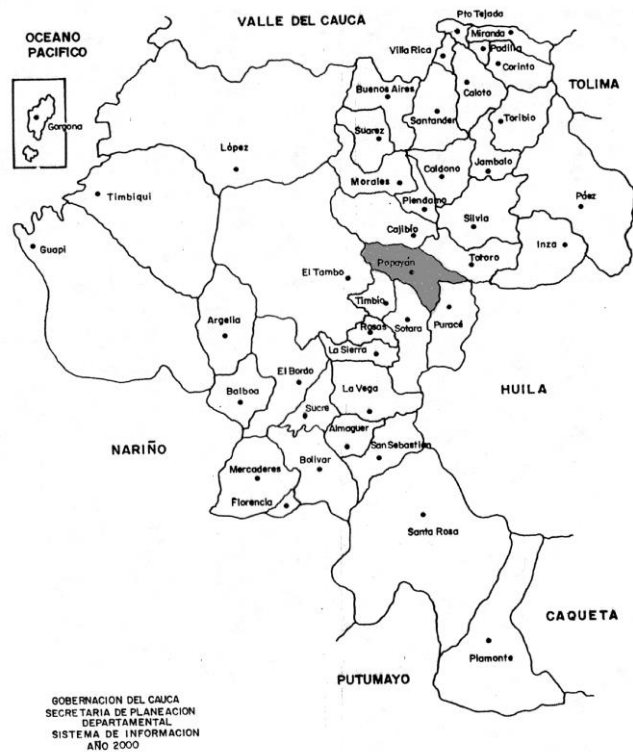 OCEANO
PACIFICO
VALLE DEL CAUCA
Pto Tejada
Miranda
Villa Rica
Padilla
Corinto
TOLIMA
Buenos Aires
Caloto
Gorgona
Santander
Toribio
Suarez
López
Caldono
Jambalo
Morales
Timbiqui
Piendamo
Páez
Silvia
Guapi
Cajibío
Inza
Totoro
Popayán
El Tambo
Timbio
Argelia
Sotara
Puracé
Rosas
La Sierra
El Bordo
Balboa
La Vega
HUILA
Sucre
Almaguer
NARIÑO
San Sebastian
Bolivar
Mercaderes
Florencia
Santa Rosa
CAQUETA
Piamonte
PUTUMAYO
GOBERNACION DEL CAUCA
SECRETARIA DE PLANEACION
DEPARTAMENTAL
SISTEMA DE INFORMACION
AÑO 2000